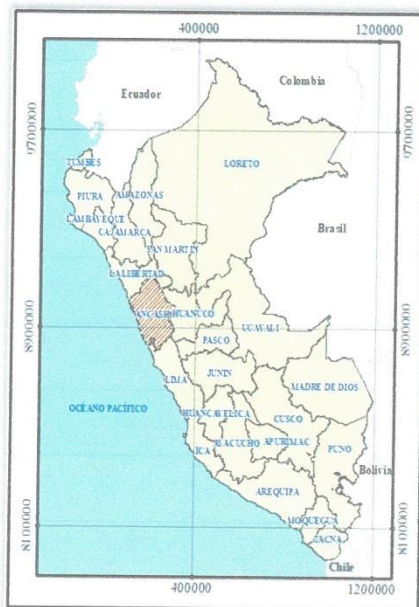 400000 1200000
Colombia
Ecuador
9700000 9700000
TUMBES
LORETO
PIURA AMAZONAS
LAMBAYEQUE
CAJAMARCA
Brasil
SAN MARTIN
LA LIBERTAD
ANCASH HUANUCO
UCAYALI
8900000 8900000
PASCO
LIMA JUNIN
MADRE DE DIOS
OCÉANO PACÍFICO
HUANCAVELICA
CUSCO
AYACUCHO APURIMAC
PUNO
ICA
Bolivia
AREQUIPA
MOQUEGUA
8100000 8100000
TACNA
Chile
400000 1200000